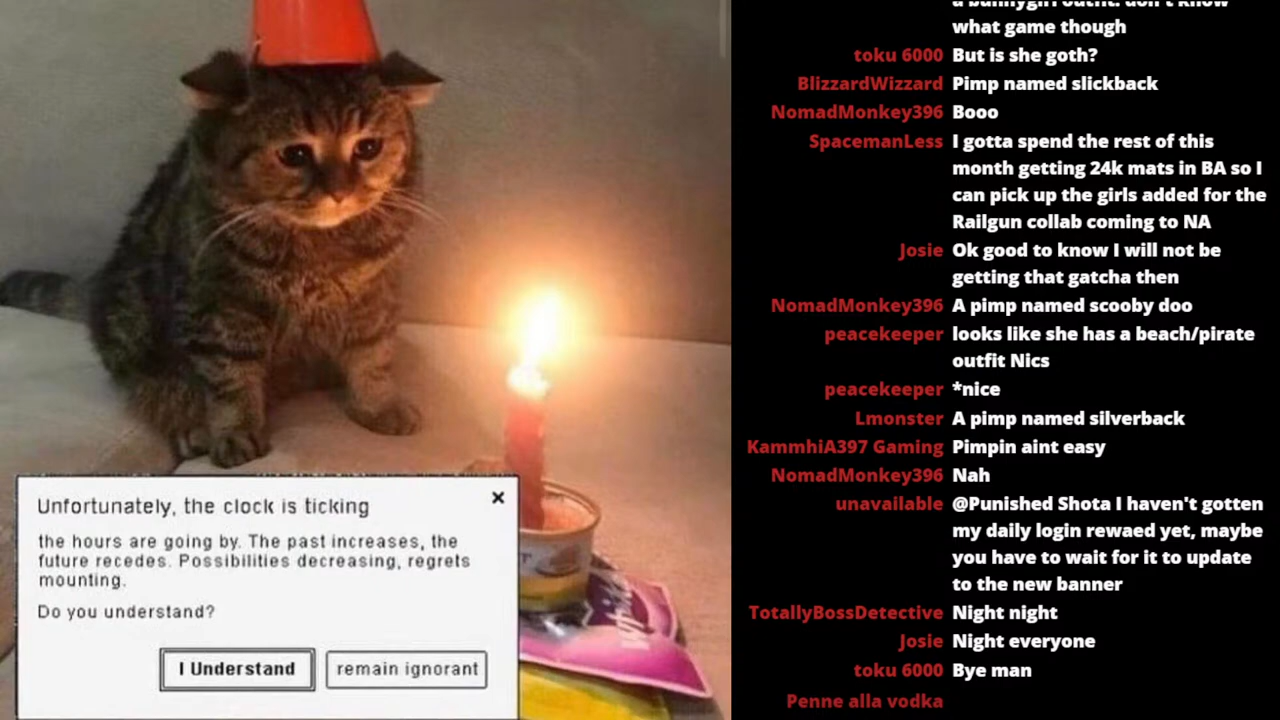 Unfortunately, the clock is ticking
the hours are going by. The past increases, the
future recedes. Possibilities decreasing, regrets
mounting.
Do you understand?
I Understand
remain ignorant
what game though
toku 6000 But is she goth?
BlizzardWizzard Pimp named slickback
NomadMonkey396 Booo
SpacemanLess I gotta spend the rest of this
month getting 24k mats in BA so I
can pick up the girls added for the
Railgun collab coming to NA
Josie Ok good to know I will not be
getting that gatcha then
NomadMonkey396 A pimp named scooby doo
peacekeeper looks like she has a beach/pirate
outfit Nics
peacekeeper *nice
Lmonster A pimp named silverback
KammhiA397 Gaming Pimpin aint easy
NomadMonkey396 Nah
unavailable @Punished Shota I haven't gotten
my daily login rewaed yet, maybe
you have to wait for it to update
to the new banner
TotallyBossDetective Night night
Josie Night everyone
toku 6000 Bye man
Penne alla vodka